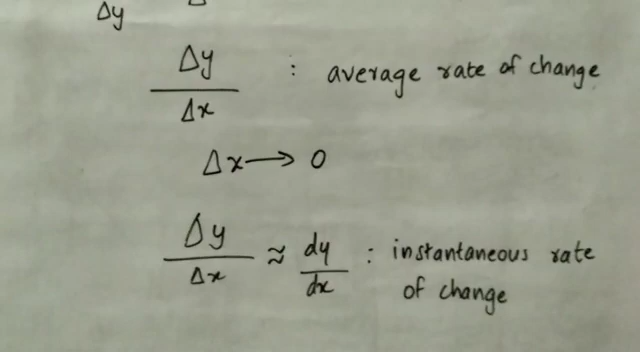 Δy
Δy/Δx : average rate of change
Δx → 0
Δy/Δx ≈ dy/dx : instantaneous rate
of change